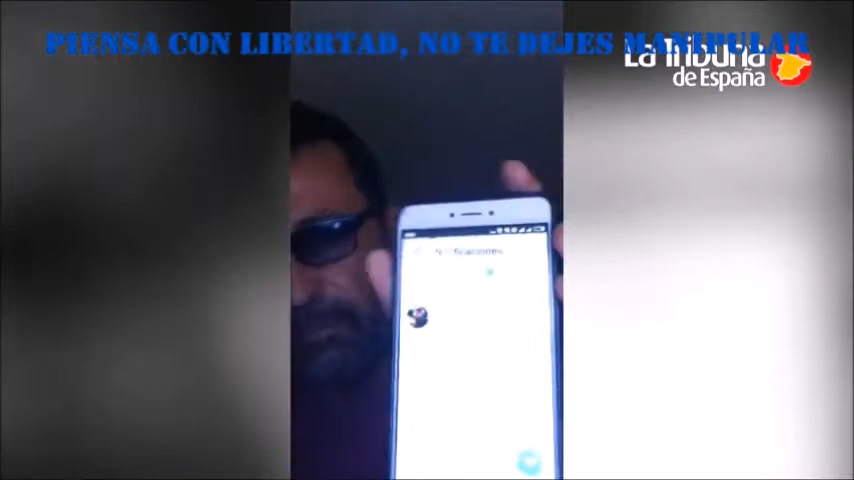 PIENSA CON LIBERTAD, NO TE DEJES MANIPULAR
La Tribuna
de España